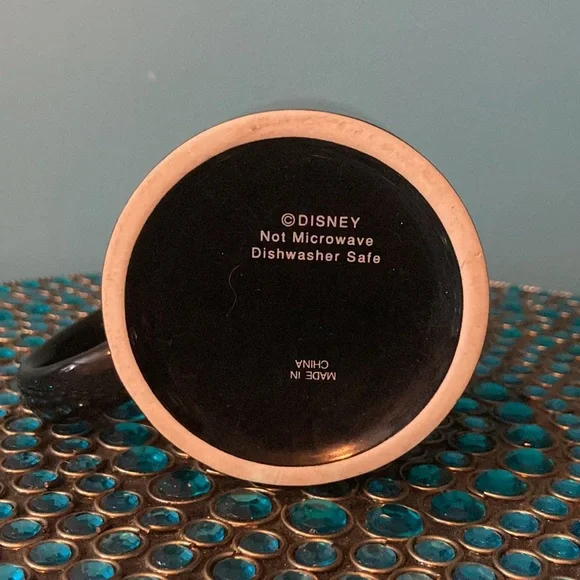 ©DISNEY
Not Microwave
Dishwasher Safe
MADE IN
CHINA